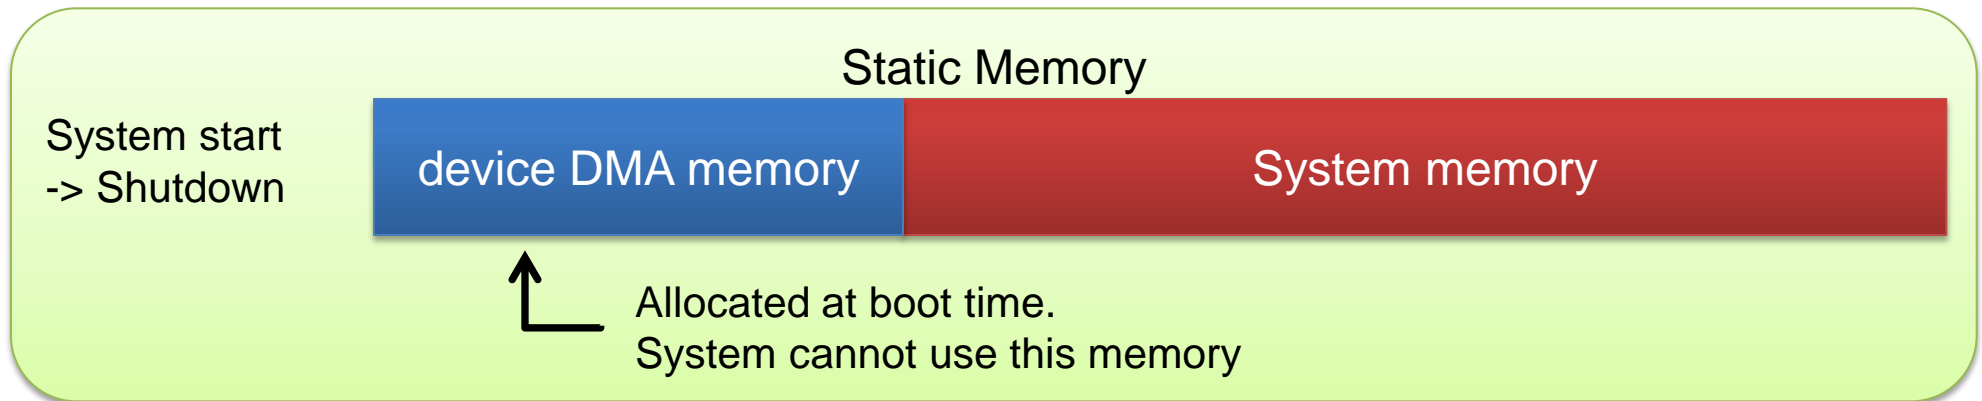 Static Memory
System start
-> Shutdown
device DMA memory
System memory
Allocated at boot time.
System cannot use this memory